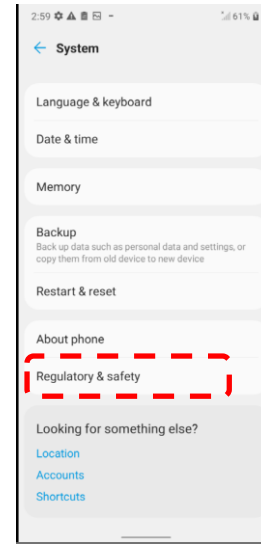 2:59
61%
System
Language & keyboard
Date & time
Memory
Backup
Back up data such as personal data and settings, or
copy them from old device to new device
Restart & reset
About phone
Regulatory & safety
Looking for something else?
Location
Accounts
Shortcuts